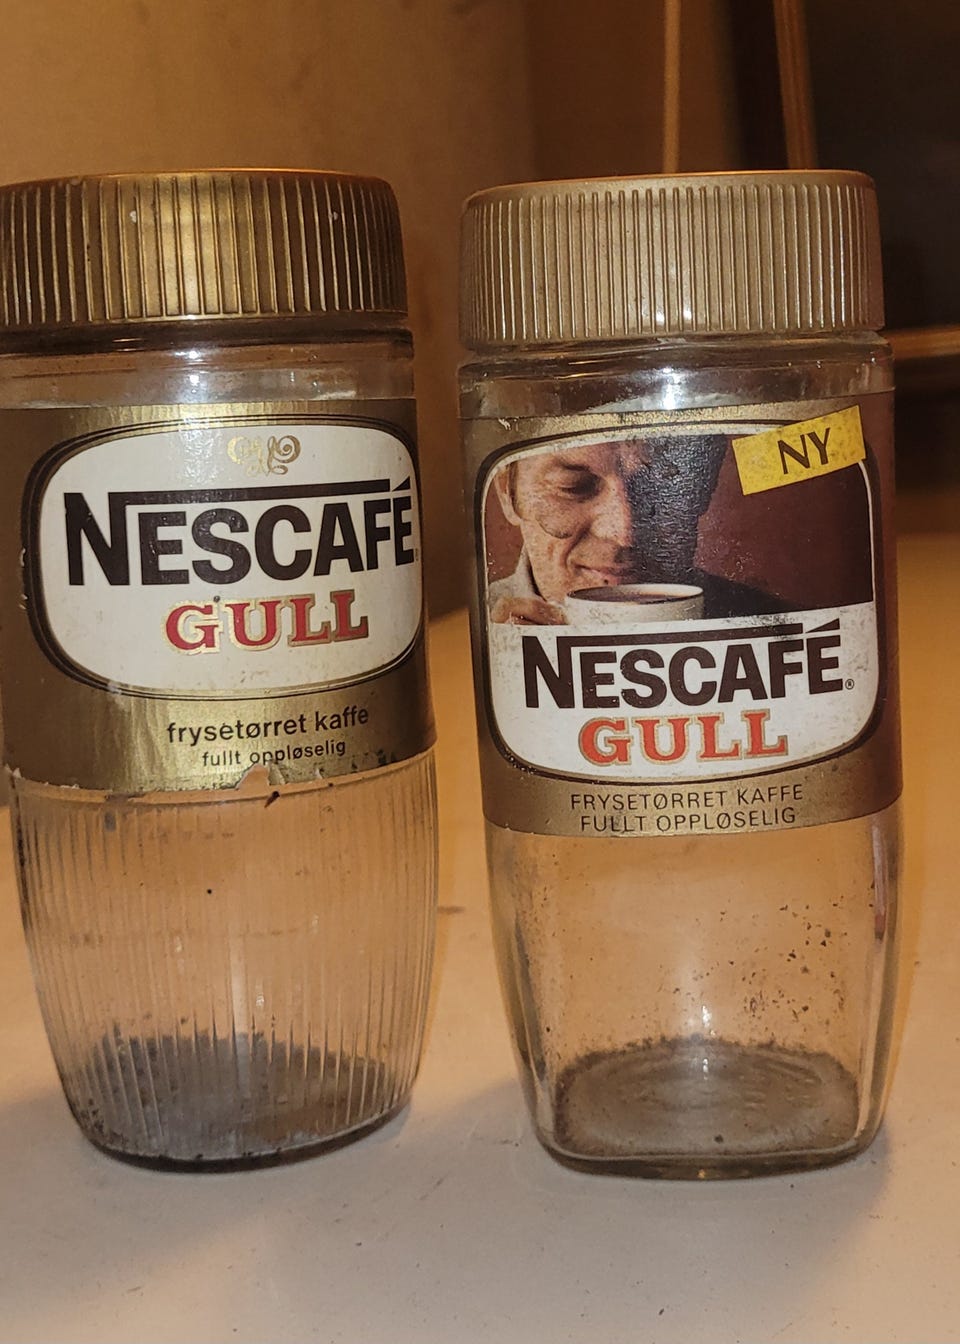 NESCAFÉ
GULL
frysetørret kaffe
fullt oppløselig
NY
NESCAFÉ®
GULL
FRYSETØRRET KAFFE
FULLT OPPLØSELIG